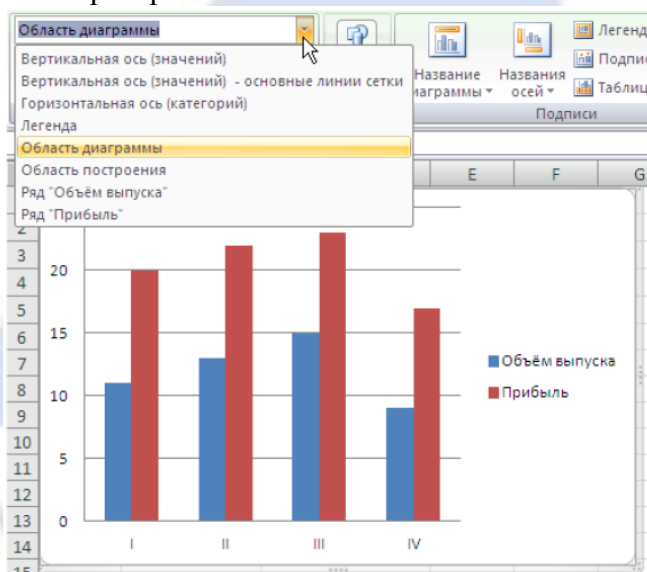 Область диаграммы
Легенд
Подпис
Таблиц
Название
аграммы
Названия
осей
Подписи
Вертикальная ось (значений)
Вертикальная ось (значений) - основные линии сетки
Горизонтальная ось (категорий)
Легенда
Область диаграммы
Область построения
Ряд "Объём выпуска"
Ряд "Прибыль"
E F G
2
3
4
5
6
7
8
9
10
11
12
13
14
15
20
15
10
5
0
I II III IV
Объём выпуска
Прибыль